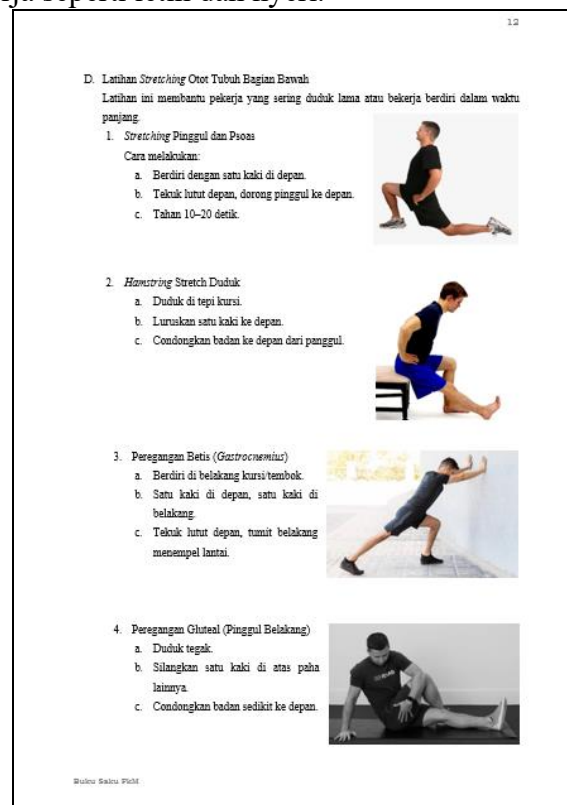 12
D. Latihan Stretching Otot Tubuh Bagian Bawah
Latihan ini membantu pekerja yang sering duduk lama atau bekerja berdiri dalam waktu
panjang.
1. Stretching Pinggul dan Psoas
Cara melakukan:
a. Berdiri dengan satu kaki di depan.
b. Tekuk lutut depan, dorong pinggul ke depan.
c. Tahan 10–20 detik.
2. Hamstring Stretch Duduk
a. Duduk di tepi kursi.
b. Luruskan satu kaki ke depan.
c. Condongkan badan ke depan dari panggul.
3. Peregangan Betis (Gastrocnemius)
a. Berdiri di belakang kursi/tembok.
b. Satu kaki di depan, satu kaki di
belakang.
c. Tekuk lutut depan, tumit belakang
menempel lantai.
4. Peregangan Gluteal (Pinggul Belakang)
a. Duduk tegak.
b. Silangkan satu kaki di atas paha
lainnya.
c. Condongkan badan sedikit ke depan.
Buku Saku PkM